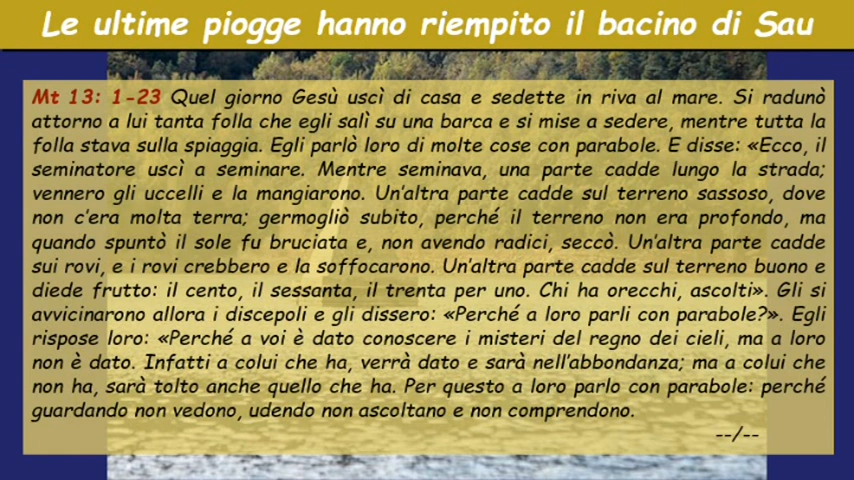 Le ultime piogge hanno riempito il bacino di Sau
Mt 13: 1-23 Quel giorno Gesù uscì di casa e sedette in riva al mare. Si radunò
attorno a lui tanta folla che egli salì su una barca e si mise a sedere, mentre tutta la
folla stava sulla spiaggia. Egli parlò loro di molte cose con parabole. E disse: «Ecco, il
seminatore uscì a seminare. Mentre seminava, una parte cadde lungo la strada;
vennero gli uccelli e la mangiarono. Un'altra parte cadde sul terreno sassoso, dove
non c'era molta terra; germogliò subito, perché il terreno non era profondo, ma
quando spuntò il sole fu bruciata e, non avendo radici, seccò. Un'altra parte cadde
sui rovi, e i rovi crebbero e la soffocarono. Un'altra parte cadde sul terreno buono e
diede frutto: il cento, il sessanta, il trenta per uno. Chi ha orecchi, ascolti». Gli si
avvicinarono allora i discepoli e gli dissero: «Perché a loro parli con parabole?». Egli
rispose loro: «Perché a voi è dato conoscere i misteri del regno dei cieli, ma a loro
non è dato. Infatti a colui che ha, verrà dato e sarà nell'abbondanza; ma a colui che
non ha, sarà tolto anche quello che ha. Per questo a loro parlo con parabole: perché
guardando non vedono, udendo non ascoltano e non comprendono.
--/--